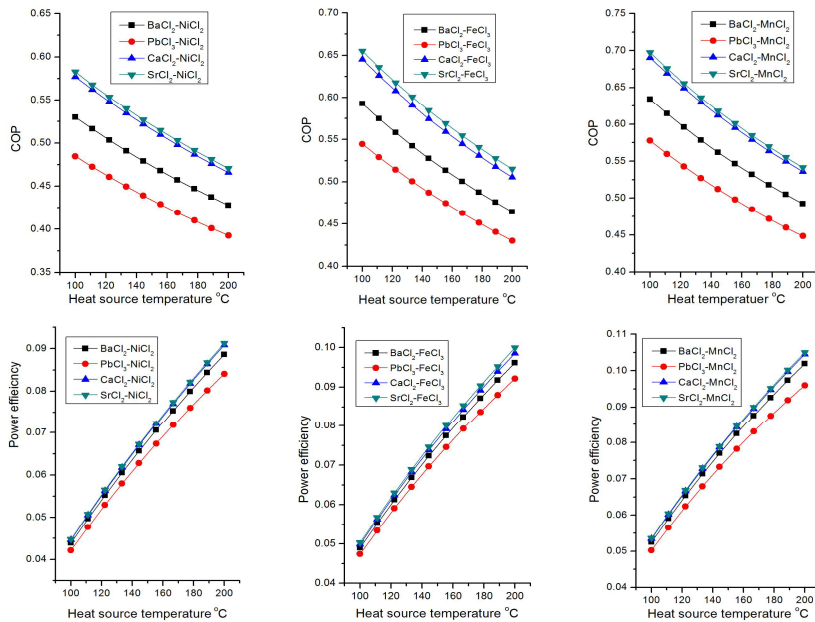 0.65
0.60
0.55
0.50
0.45
0.40
0.35
COP
BaCl2-NiCl2
PbCl3-NiCl2
CaCl2-NiCl2
SrCl2-NiCl2
100 120 140 160 180 200
Heat source temperature °C
0.70
0.65
0.60
0.55
0.50
0.45
0.40
COP
BaCl2-FeCl3
PbCl3-FeCl3
CaCl2-FeCl3
SrCl2-FeCl3
100 120 140 160 180 200
Heat source temperature °C
0.75
0.70
0.65
0.60
0.55
0.50
0.45
0.40
COP
BaCl2-MnCl2
PbCl3-MnCl2
CaCl2-MnCl2
SrCl2-MnCl2
100 120 140 160 180 200
Heat temperatuer °C
0.09
0.08
0.07
0.06
0.05
0.04
Power effieicncy
BaCl2-NiCl2
PbCl3-NiCl2
CaCl2-NiCl2
SrCl2-NiCl2
100 120 140 160 180 200
Heat source temperature °C
0.10
0.09
0.08
0.07
0.06
0.05
0.04
Power efficiency
BaCl2-FeCl3
PbCl3-FeCl3
CaCl2-FeCl3
SrCl2-FeCl3
100 120 140 160 180 200
Heat source temperature °C
0.11
0.10
0.09
0.08
0.07
0.06
0.05
0.04
Power efficiency
BaCl2-MnCl2
PbCl3-MnCl2
CaCl2-MnCl2
SrCl2-MnCl2
100 120 140 160 180 200
Heat source temperature °C